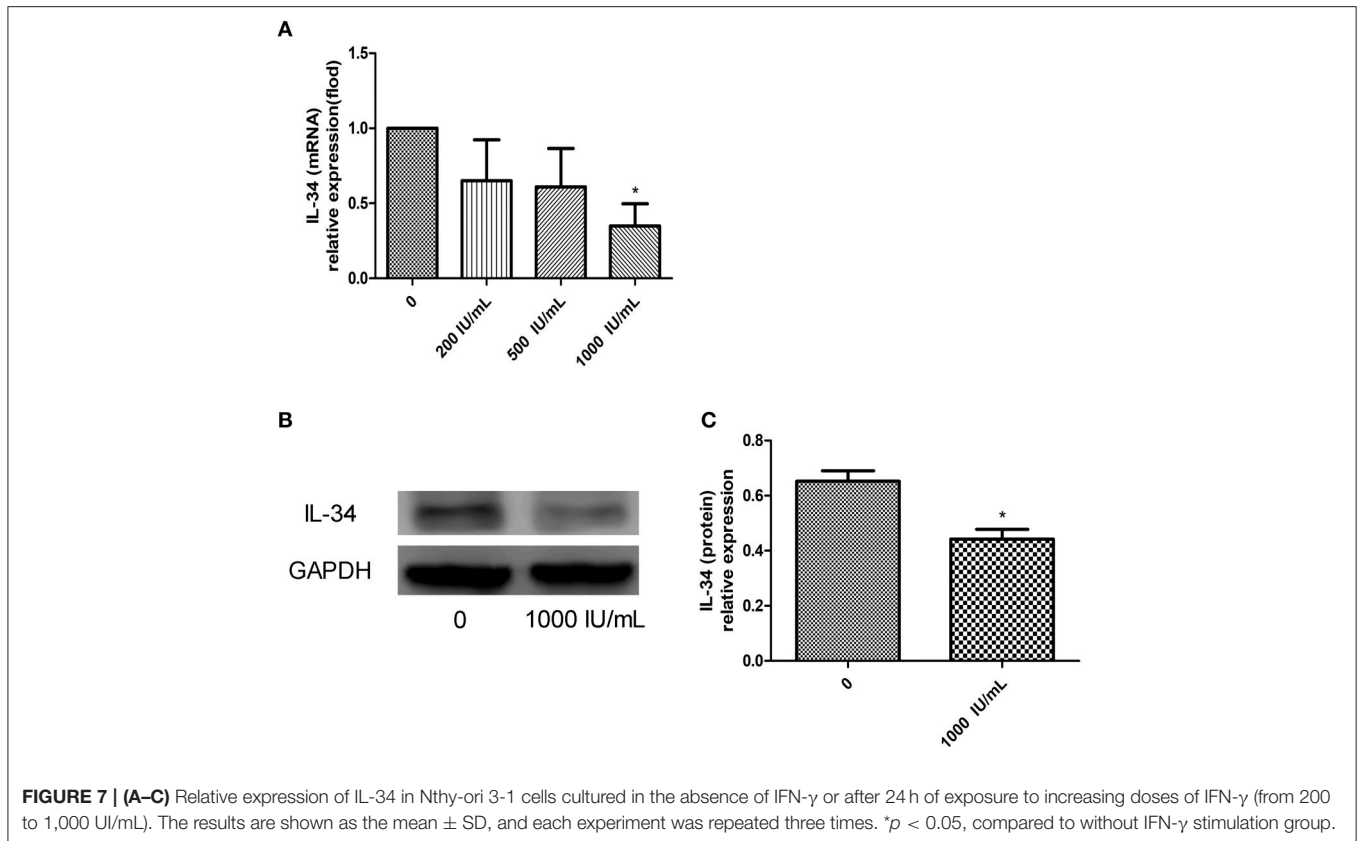 A
IL-34 (mRNA)
relative expression(flod)
1.5
1.0
0.5
0.0
*
0
200 IU/mL
500 IU/mL
1000 IU/mL
B
IL-34
GAPDH
0
1000 IU/mL
C
IL-34 (protein)
relative expression
0.8
0.6
0.4
0.2
0.0
*
0
1000 IU/mL
FIGURE 7 | (A–C) Relative expression of IL-34 in Nthy-ori 3-1 cells cultured in the absence of IFN-γ or after 24 h of exposure to increasing doses of IFN-γ (from 200
to 1,000 UI/mL). The results are shown as the mean ± SD, and each experiment was repeated three times. *p < 0.05, compared to without IFN-γ stimulation group.